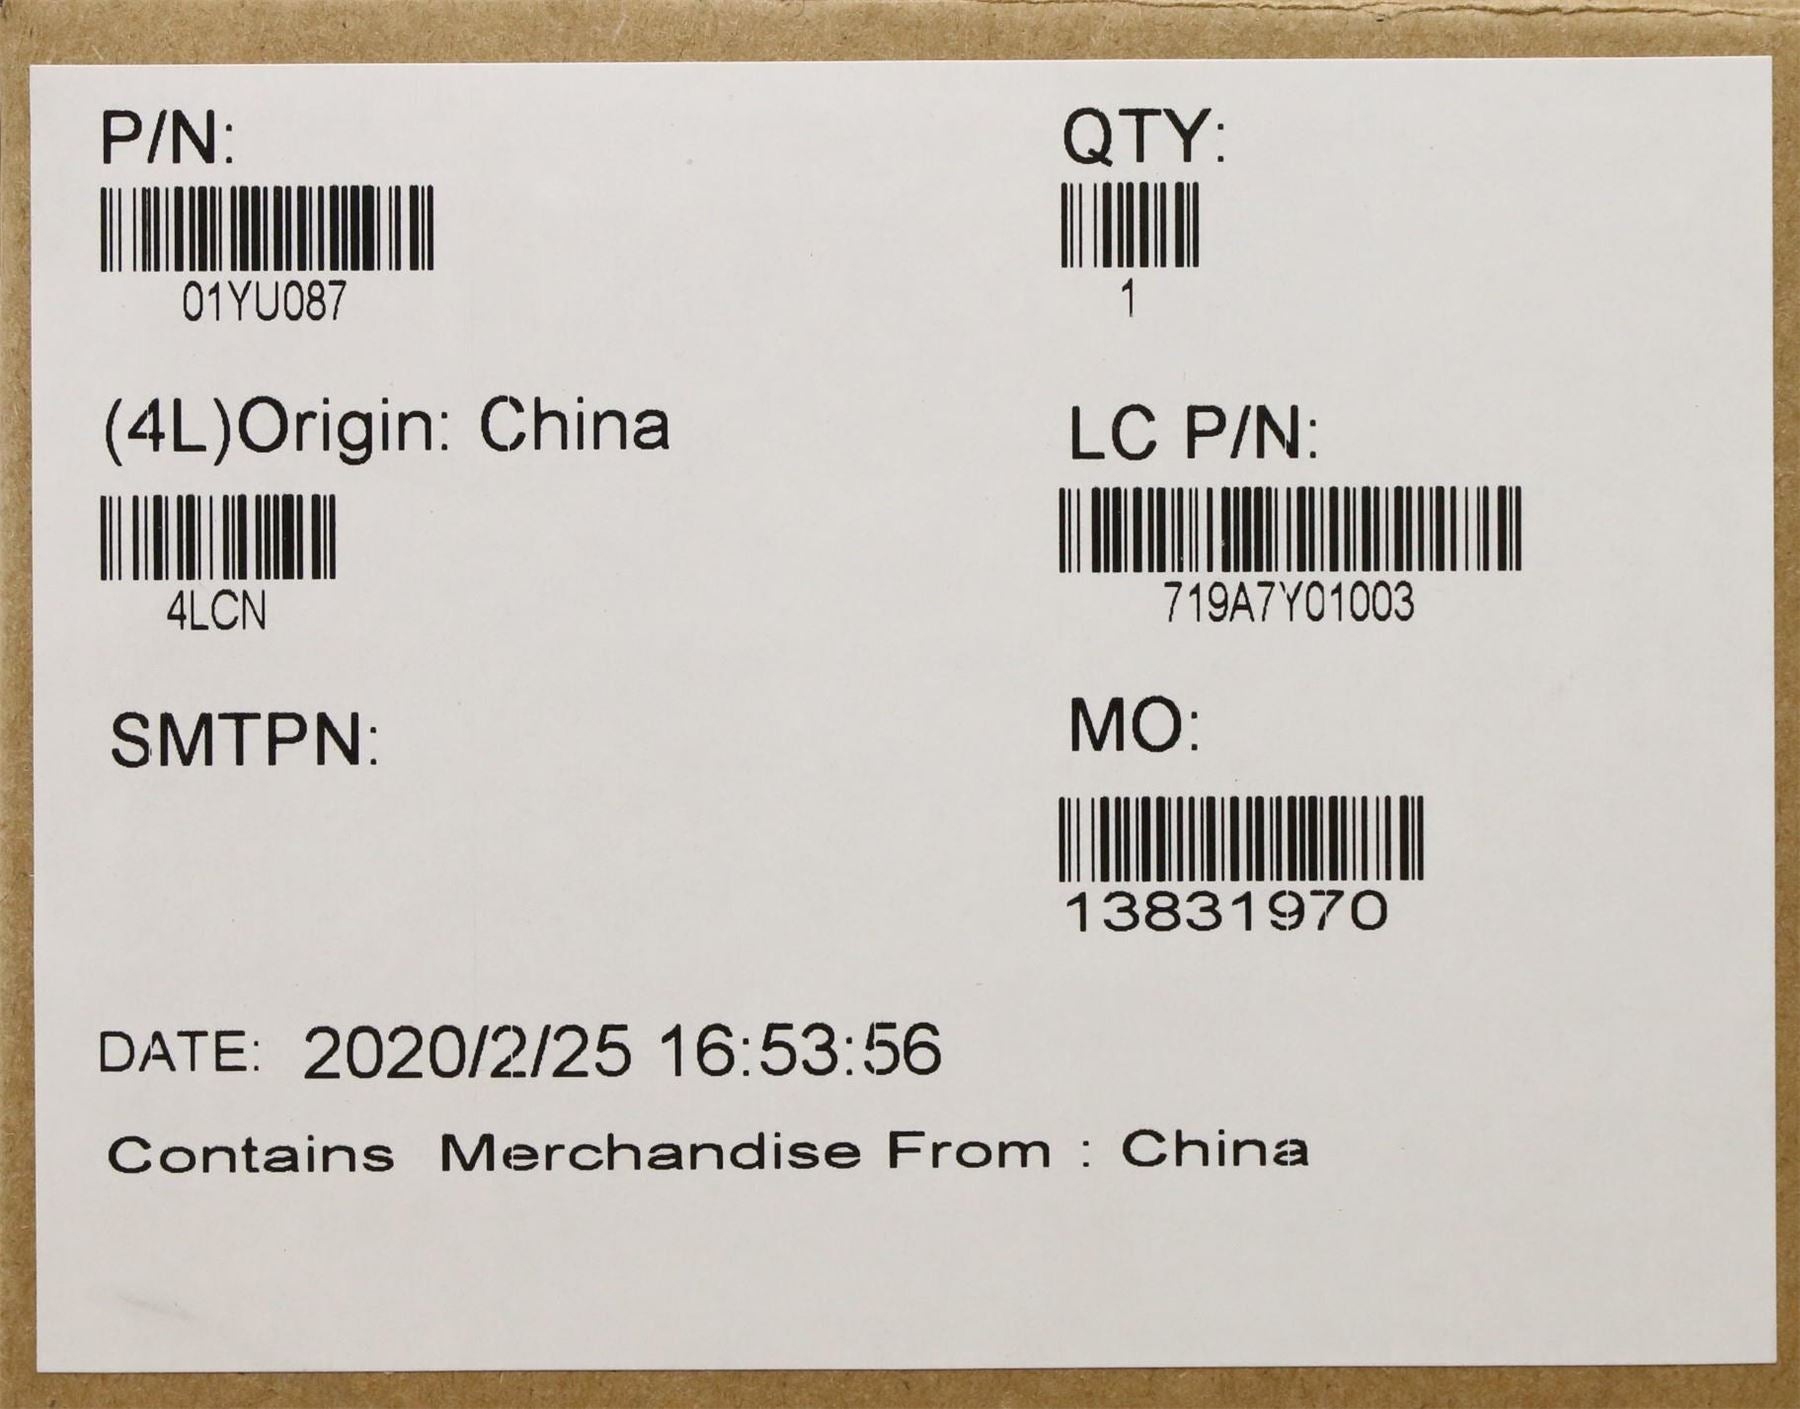 P/N:
01YU087
QTY:
1
(4L)Origin: China
4LCN
LC P/N:
719A7Y01003
SMTPN:
MO:
13831970
DATE: 2020/2/25 16:53:56
Contains Merchandise From : China